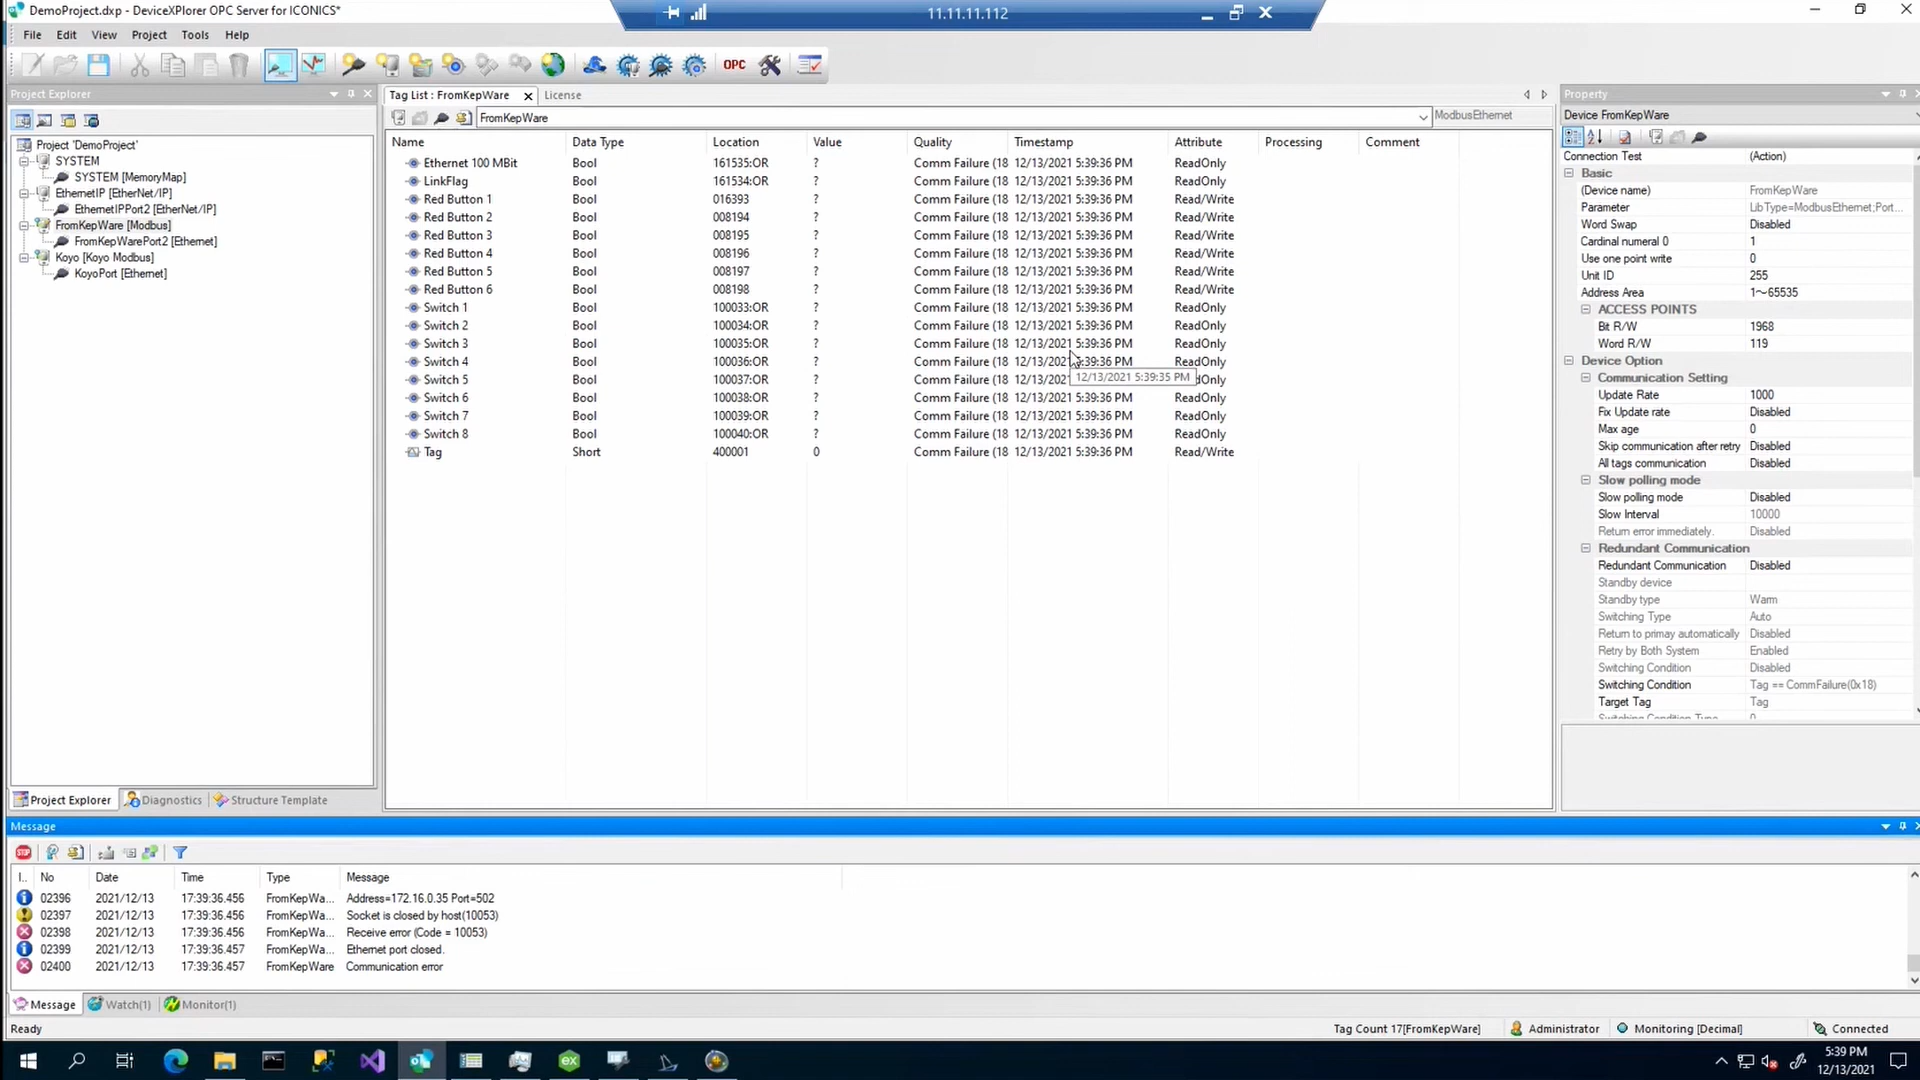 DemoProject.dxp - DeviceXPlorer OPC Server for ICONICS*
11.11.11.112
File Edit View Project Tools Help
OPC
Project Explorer
Tag List : FromKepWare License
Property
FromKepWare
ModbusEthernet
Device FromKepWare
Project 'DemoProject'
SYSTEM
SYSTEM [MemoryMap]
EthernetIP [EtherNet/IP]
EthernetIPPort2 [EtherNet/IP]
FromKepWare [Modbus]
FromKepWarePort2 [Ethernet]
Koyo [Koyo Modbus]
KoyoPort [Ethernet]
Name Data Type Location Value Quality Timestamp Attribute Processing Comment
Ethernet 100 MBit Bool 161535:OR ? Comm Failure (18 12/13/2021 5:39:36 PM ReadOnly
LinkFlag Bool 161534:OR ? Comm Failure (18 12/13/2021 5:39:36 PM ReadOnly
Red Button 1 Bool 016393 ? Comm Failure (18 12/13/2021 5:39:36 PM Read/Write
Red Button 2 Bool 008194 ? Comm Failure (18 12/13/2021 5:39:36 PM Read/Write
Red Button 3 Bool 008195 ? Comm Failure (18 12/13/2021 5:39:36 PM Read/Write
Red Button 4 Bool 008196 ? Comm Failure (18 12/13/2021 5:39:36 PM Read/Write
Red Button 5 Bool 008197 ? Comm Failure (18 12/13/2021 5:39:36 PM Read/Write
Red Button 6 Bool 008198 ? Comm Failure (18 12/13/2021 5:39:36 PM Read/Write
Switch 1 Bool 100033:OR ? Comm Failure (18 12/13/2021 5:39:36 PM ReadOnly
Switch 2 Bool 100034:OR ? Comm Failure (18 12/13/2021 5:39:36 PM ReadOnly
Switch 3 Bool 100035:OR ? Comm Failure (18 12/13/2021 5:39:36 PM ReadOnly
Switch 4 Bool 100036:OR ? Comm Failure (18 12/13/2021 5:39:36 PM ReadOnly
Switch 5 Bool 100037:OR ? Comm Failure (18 12/13/2021 12/13/2021 5:39:35 PM
Switch 6 Bool 100038:OR ? Comm Failure (18 12/13/2021 5:39:36 PM ReadOnly
Switch 7 Bool 100039:OR ? Comm Failure (18 12/13/2021 5:39:36 PM ReadOnly
Switch 8 Bool 100040:OR ? Comm Failure (18 12/13/2021 5:39:36 PM ReadOnly
Tag Short 400001 0 Comm Failure (18 12/13/2021 5:39:36 PM Read/Write
Connection Test (Action)
Basic
(Device name) FromKepWare
Parameter LibType=ModbusEthernet;Port...
Word Swap Disabled
Cardinal numeral 0 1
Use one point write 0
Unit ID 255
Address Area 1～65535
ACCESS POINTS
Bit R/W 1968
Word R/W 119
Device Option
Communication Setting
Update Rate 1000
Fix Update rate Disabled
Max age 0
Skip communication after retry Disabled
All tags communication Disabled
Slow polling mode
Slow polling mode Disabled
Slow Interval 10000
Return error immediately. Disabled
Redundant Communication
Redundant Communication Disabled
Standby device
Standby type Warm
Switching Type Auto
Return to primay automatically Disabled
Retry by Both System Enabled
Switching Condition Disabled
Switching Condition Tag == CommFailure(0x18)
Target Tag Tag
Switching Condition Type 0
Project Explorer Diagnostics Structure Template
Message
STOP
I.. No Date Time Type Message
02396 2021/12/13 17:39:36.456 FromKepWa... Address=172.16.0.35 Port=502
02397 2021/12/13 17:39:36.456 FromKepWa... Socket is closed by host(10053)
02398 2021/12/13 17:39:36.456 FromKepWa... Receive error (Code = 10053)
02399 2021/12/13 17:39:36.457 FromKepWa... Ethernet port closed.
02400 2021/12/13 17:39:36.457 FromKepWare Communication error
Message Watch(1) Monitor(1)
Ready Tag Count 17[FromKepWare] Administrator Monitoring [Decimal] Connected
ex
5:39 PM
12/13/2021